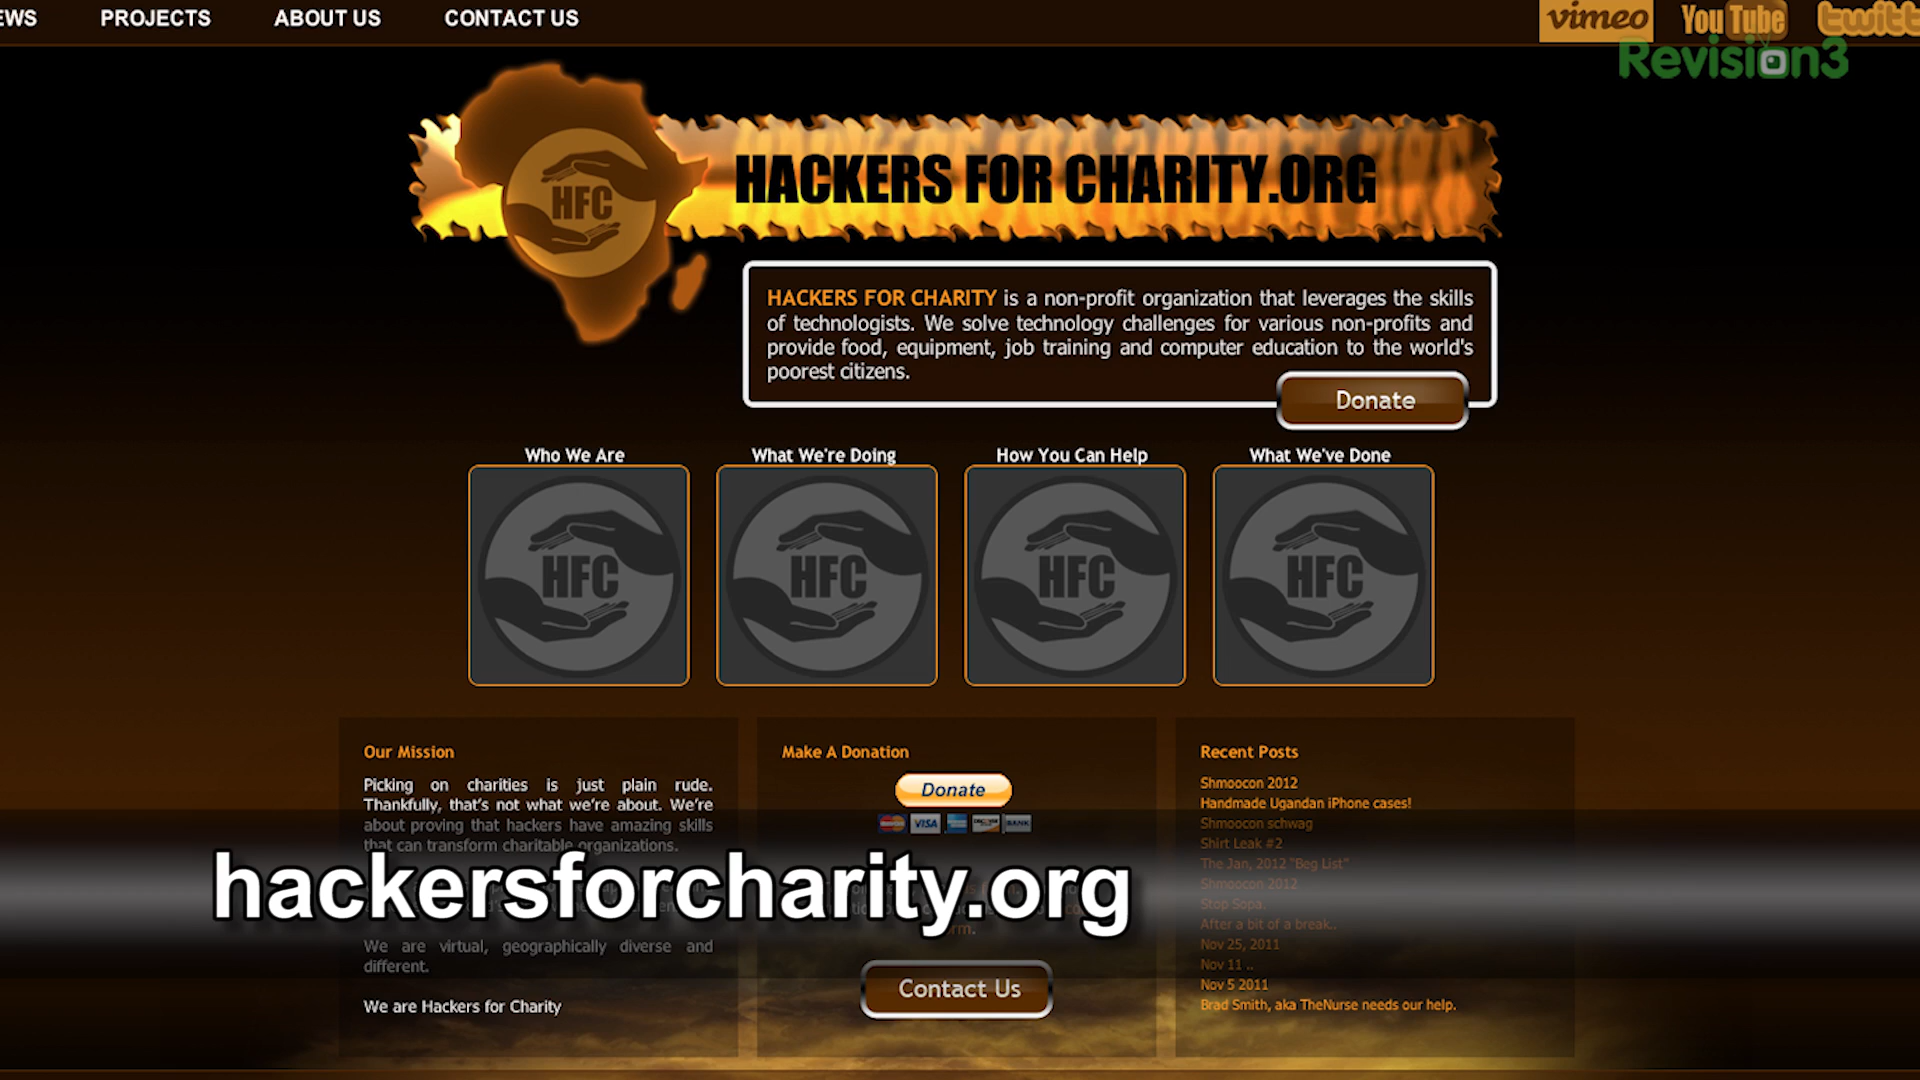 EWS PROJECTS ABOUT US CONTACT US
vimeo YouTube twitt
Revision3
HFC
HACKERS FOR CHARITY.ORG
HACKERS FOR CHARITY is a non-profit organization that leverages the skills
of technologists. We solve technology challenges for various non-profits and
provide food, equipment, job training and computer education to the world's
poorest citizens.
Donate
Who We Are
What We're Doing
How You Can Help
What We've Done
HFC
HFC
HFC
HFC
Our Mission
Picking on charities is just plain rude.
Thankfully, that's not what we're about. We're
about proving that hackers have amazing skills
that can transform charitable organizations.
We are virtual, geographically diverse and
different.
We are Hackers for Charity
Make A Donation
Donate
VISA
BANK
Contact Us
Recent Posts
Shmoocon 2012
Handmade Ugandan iPhone cases!
Shmoocon schwag
Shirt Leak #2
The Jan, 2012 "Beg List"
Shmoocon 2012
Stop Sopa.
After a bit of a break..
Nov 25, 2011
Nov 11 ..
Nov 5 2011
Brad Smith, aka TheNurse needs our help.
hackersforcharity.org